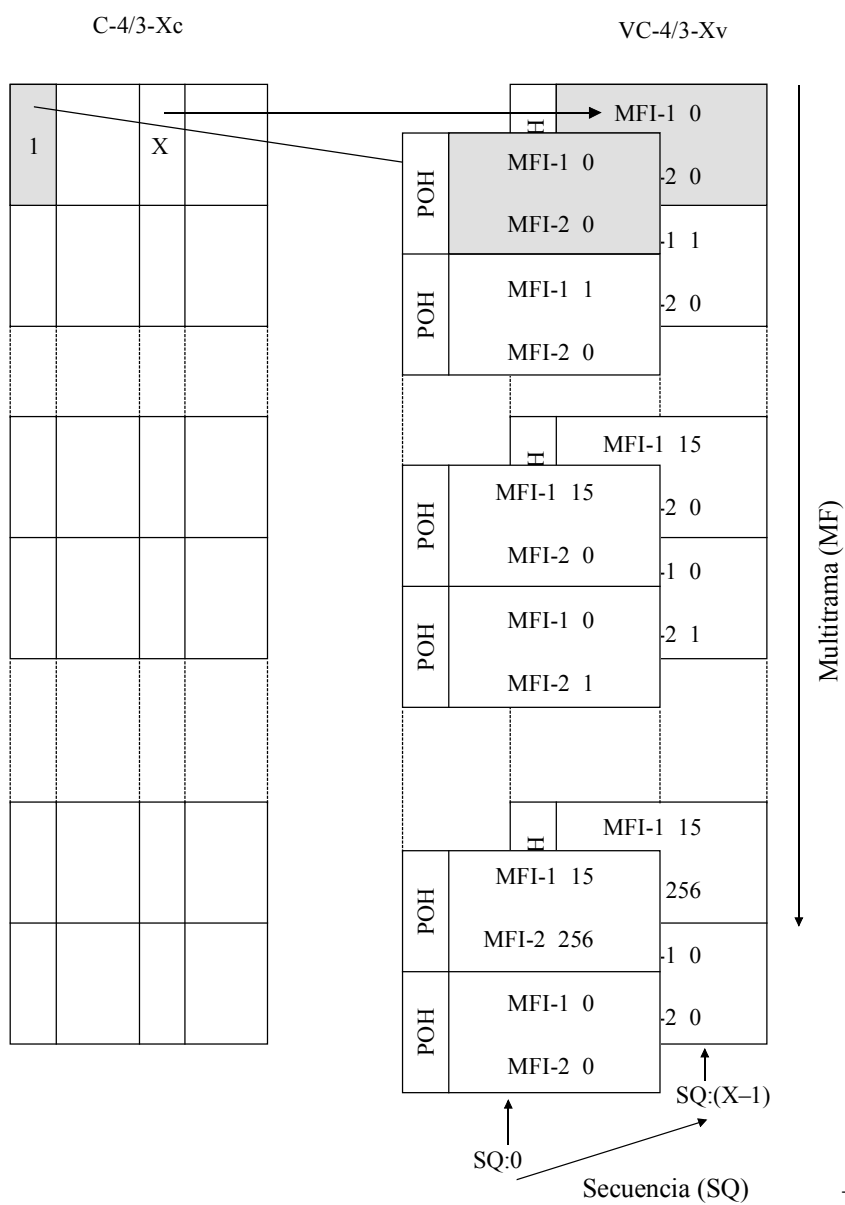 C-4/3-Xc
VC-4/3-Xv
1
X
MFI-1 0
-2 0
-1 1
-2 0
H
POH
MFI-1 0
MFI-2 0
POH
MFI-1 1
MFI-2 0
MFI-1 15
-2 0
-1 0
-2 1
H
POH
MFI-1 15
MFI-2 0
POH
MFI-1 0
MFI-2 1
Multitrama (MF)
MFI-1 15
256
-1 0
-2 0
H
POH
MFI-1 15
MFI-2 256
POH
MFI-1 0
MFI-2 0
SQ:(X–1)
SQ:0
Secuencia (SQ)